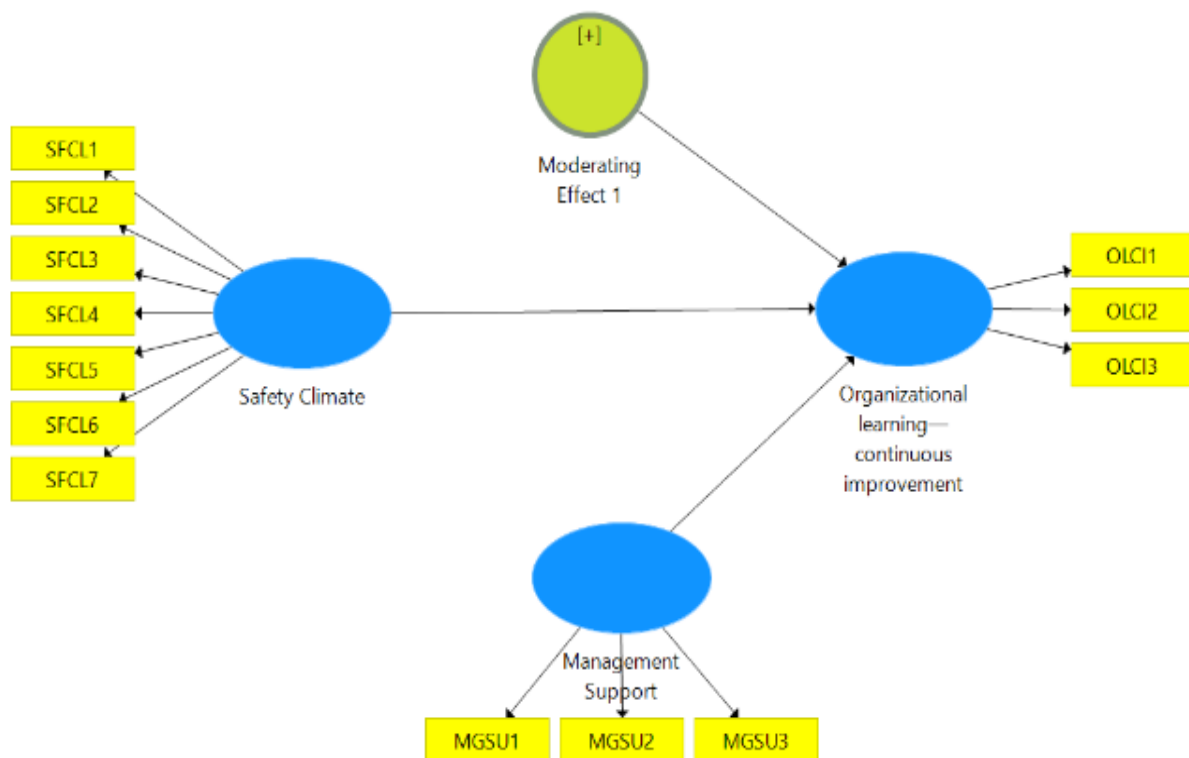 [+]
Moderating
Effect 1
SFCL1
SFCL2
SFCL3
SFCL4
SFCL5
SFCL6
SFCL7
Safety Climate
OLCI1
OLCI2
OLCI3
Organizational
learning—
continuous
improvement
Management
Support
MGSU1
MGSU2
MGSU3